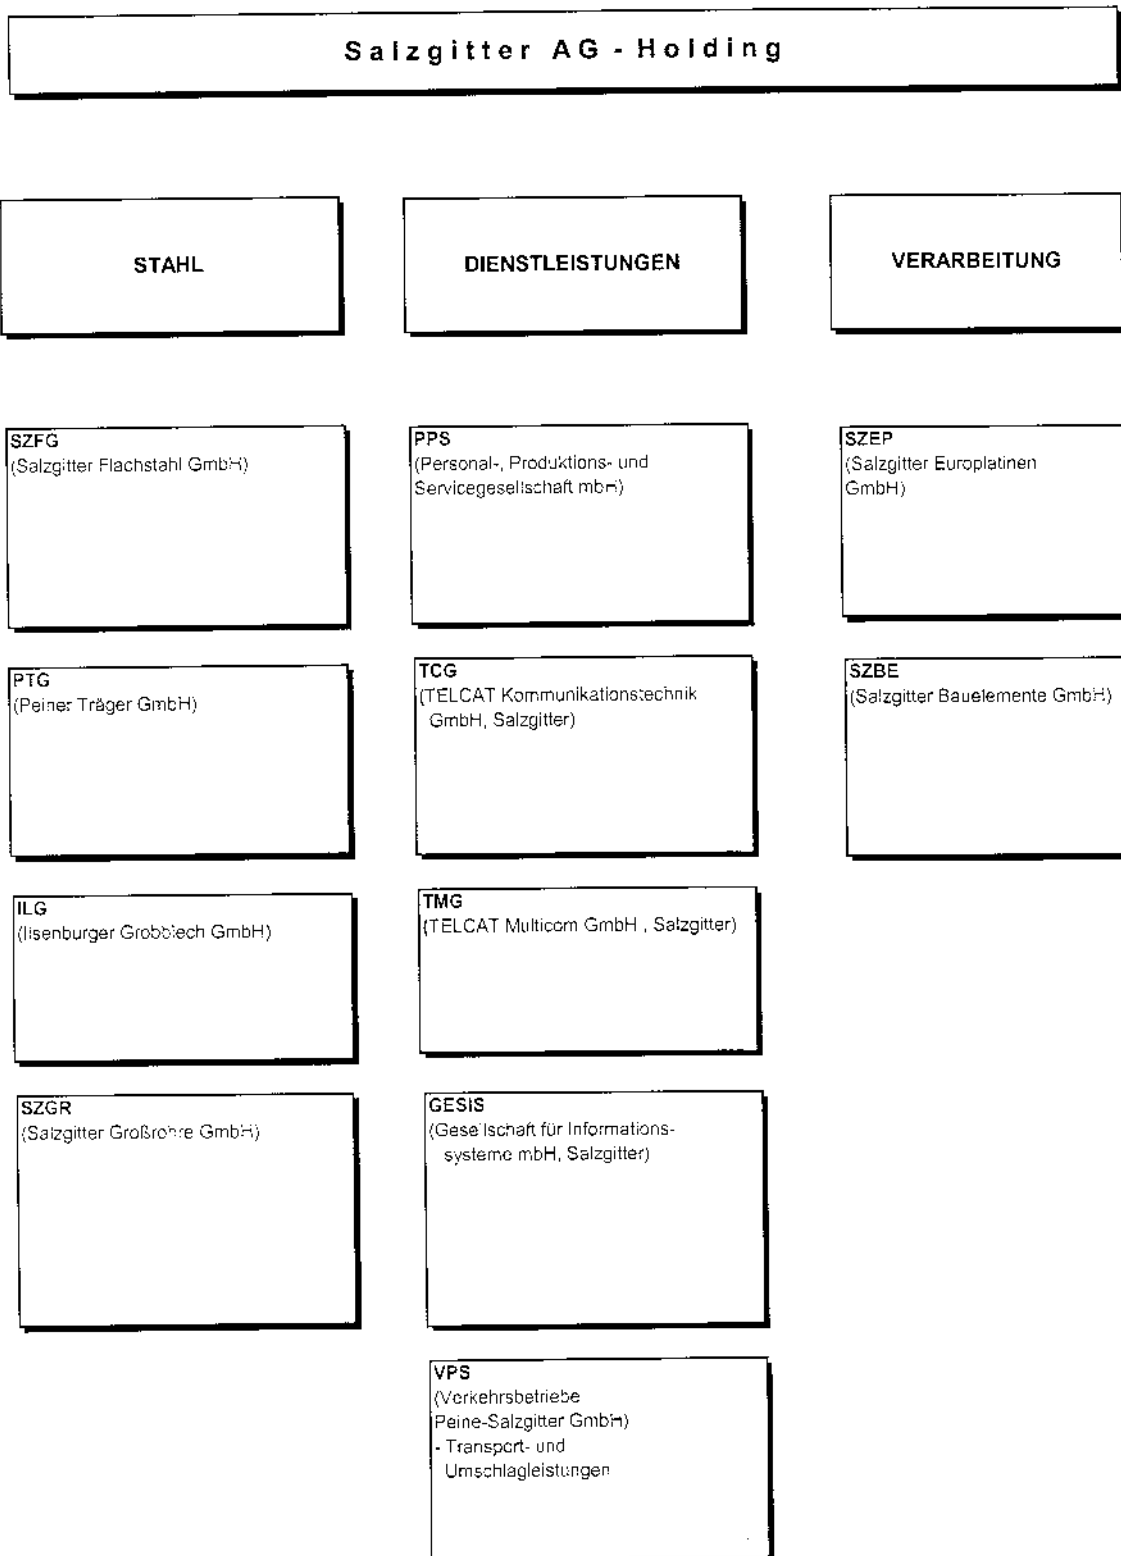 Salzgitter AG - Holding
STAHL
DIENSTLEISTUNGEN
VERARBEITUNG
SZFG
(Salzgitter Flachstahl GmbH)
PTG
(Peiner Träger GmbH)
ILG
(Ilsenburger Grobblech GmbH)
SZGR
(Salzgitter Großrohre GmbH)
PPS
(Personal-, Produktions- und
Servicegesellschaft mbH)
TCG
(TELCAT Kommunikationstechnik
GmbH, Salzgitter)
TMG
(TELCAT Multicom GmbH , Salzgitter)
GESIS
(Gesellschaft für Informations-
systeme mbH, Salzgitter)
VPS
(Verkehrsbetriebe
Peine-Salzgitter GmbH)
- Transport- und
Umschlagleistungen
SZEP
(Salzgitter Europlatinen
GmbH)
SZBE
(Salzgitter Bauelemente GmbH)